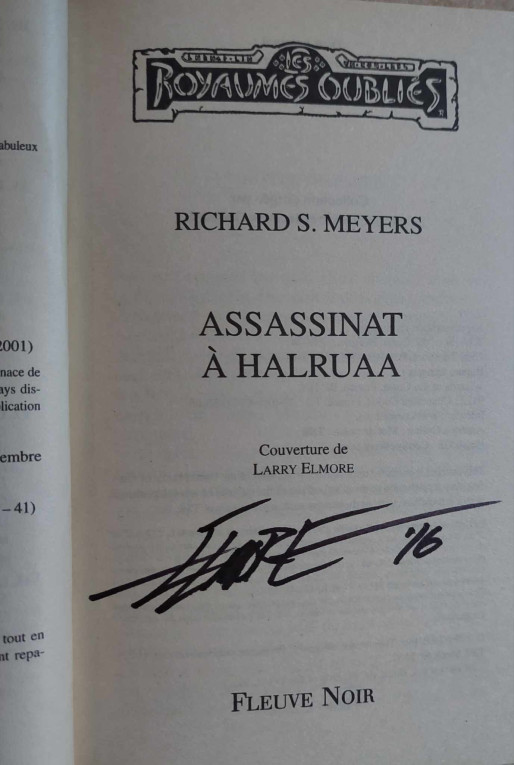 abuleux
2001)
nace de
ays dis-
lication
embre
– 41)
tout en
nt repa-
LES
ROYAUMES OUBLIÉS
RICHARD S. MEYERS
ASSASSINAT
À HALRUAA
Couverture de
LARRY ELMORE
ELMORE '16
FLEUVE NOIR